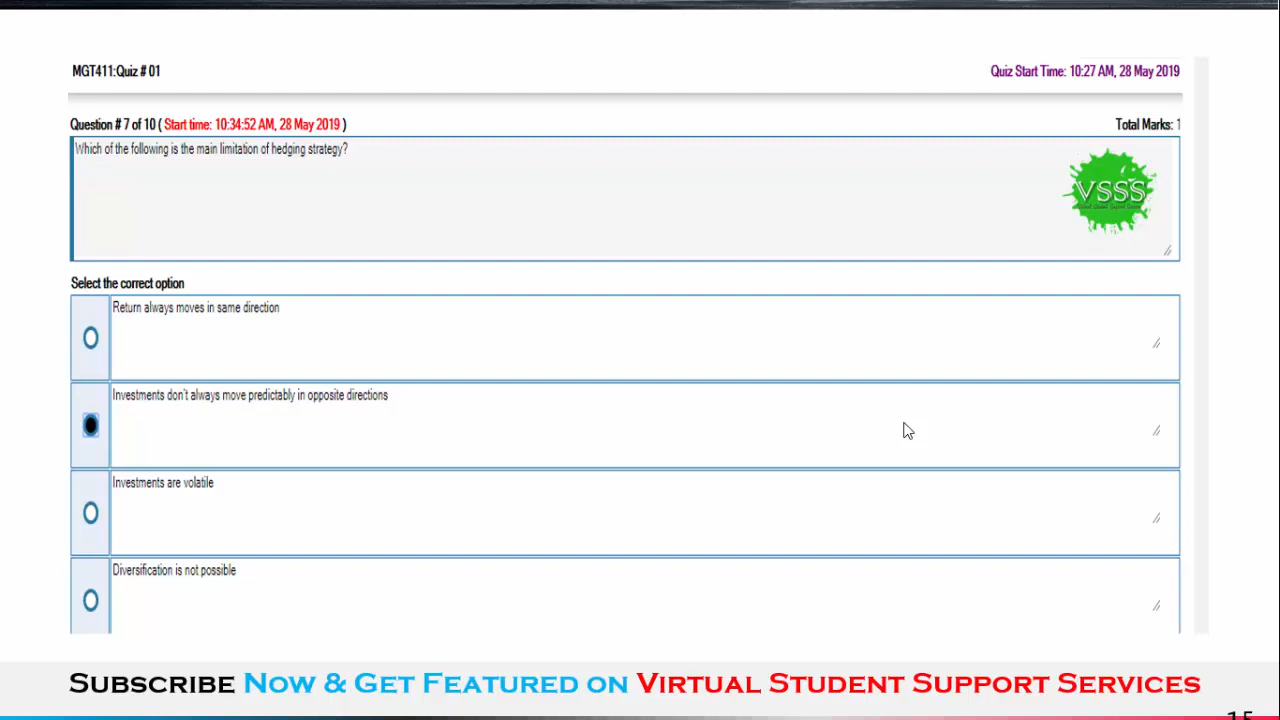 MGT411:Quiz # 01
Quiz Start Time: 10:27 AM, 28 May 2019
Question # 7 of 10 ( Start time: 10:34:52 AM, 28 May 2019 )
Total Marks: 1
Which of the following is the main limitation of hedging strategy?
VSSS
Select the correct option
Return always moves in same direction
Investments don't always move predictably in opposite directions
Investments are volatile
Diversification is not possible
Subscribe Now & Get Featured on Virtual Student Support Services
15